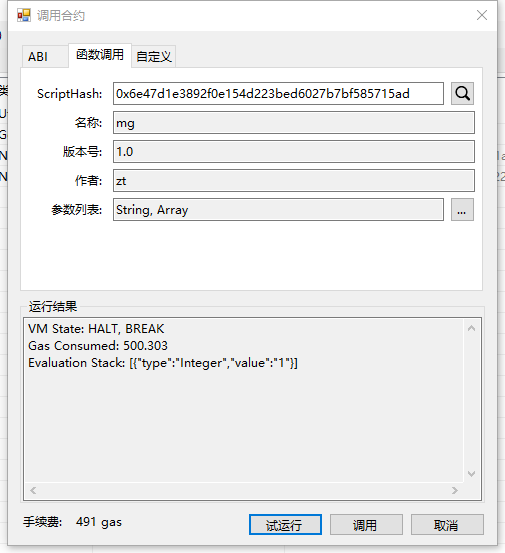 调用合约
ABI 函数调用 自定义
ScriptHash: 0x6e47d1e3892f0e154d223bed6027b7bf585715ad
名称: mg
版本号: 1.0
作者: zt
参数列表: String, Array ...
运行结果
VM State: HALT, BREAK
Gas Consumed: 500.303
Evaluation Stack: [{"type":"Integer","value":"1"}]
手续费: 491 gas 试运行 调用 取消